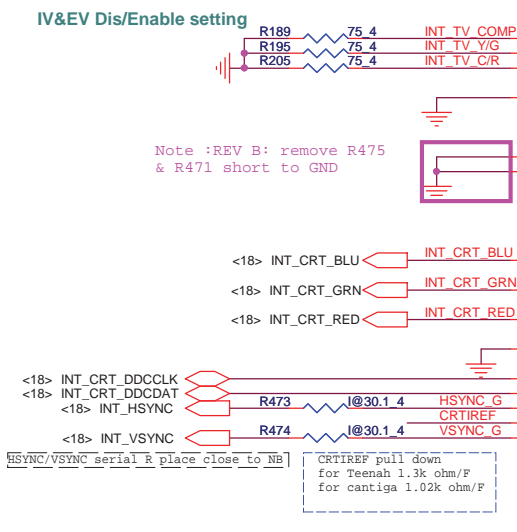 IV&EV Dis/Enable setting
R189 75_4 INT_TV_COMP
R195 75_4 INT_TV_Y/G
R205 75_4 INT_TV_C/R
Note :REV B: remove R475
& R471 short to GND
<18> INT_CRT_BLU INT_CRT_BLU
<18> INT_CRT_GRN INT_CRT_GRN
<18> INT_CRT_RED INT_CRT_RED
<18> INT_CRT_DDCCLK
<18> INT_CRT_DDCDAT
<18> INT_HSYNC R473 I@30.1_4 HSYNC_G
CRTIREF
<18> INT_VSYNC R474 I@30.1_4 VSYNC_G
HSYNC/VSYNC serial R place close to NB
CRTIREF pull down
for Teenah 1.3k ohm/F
for cantiga 1.02k ohm/F